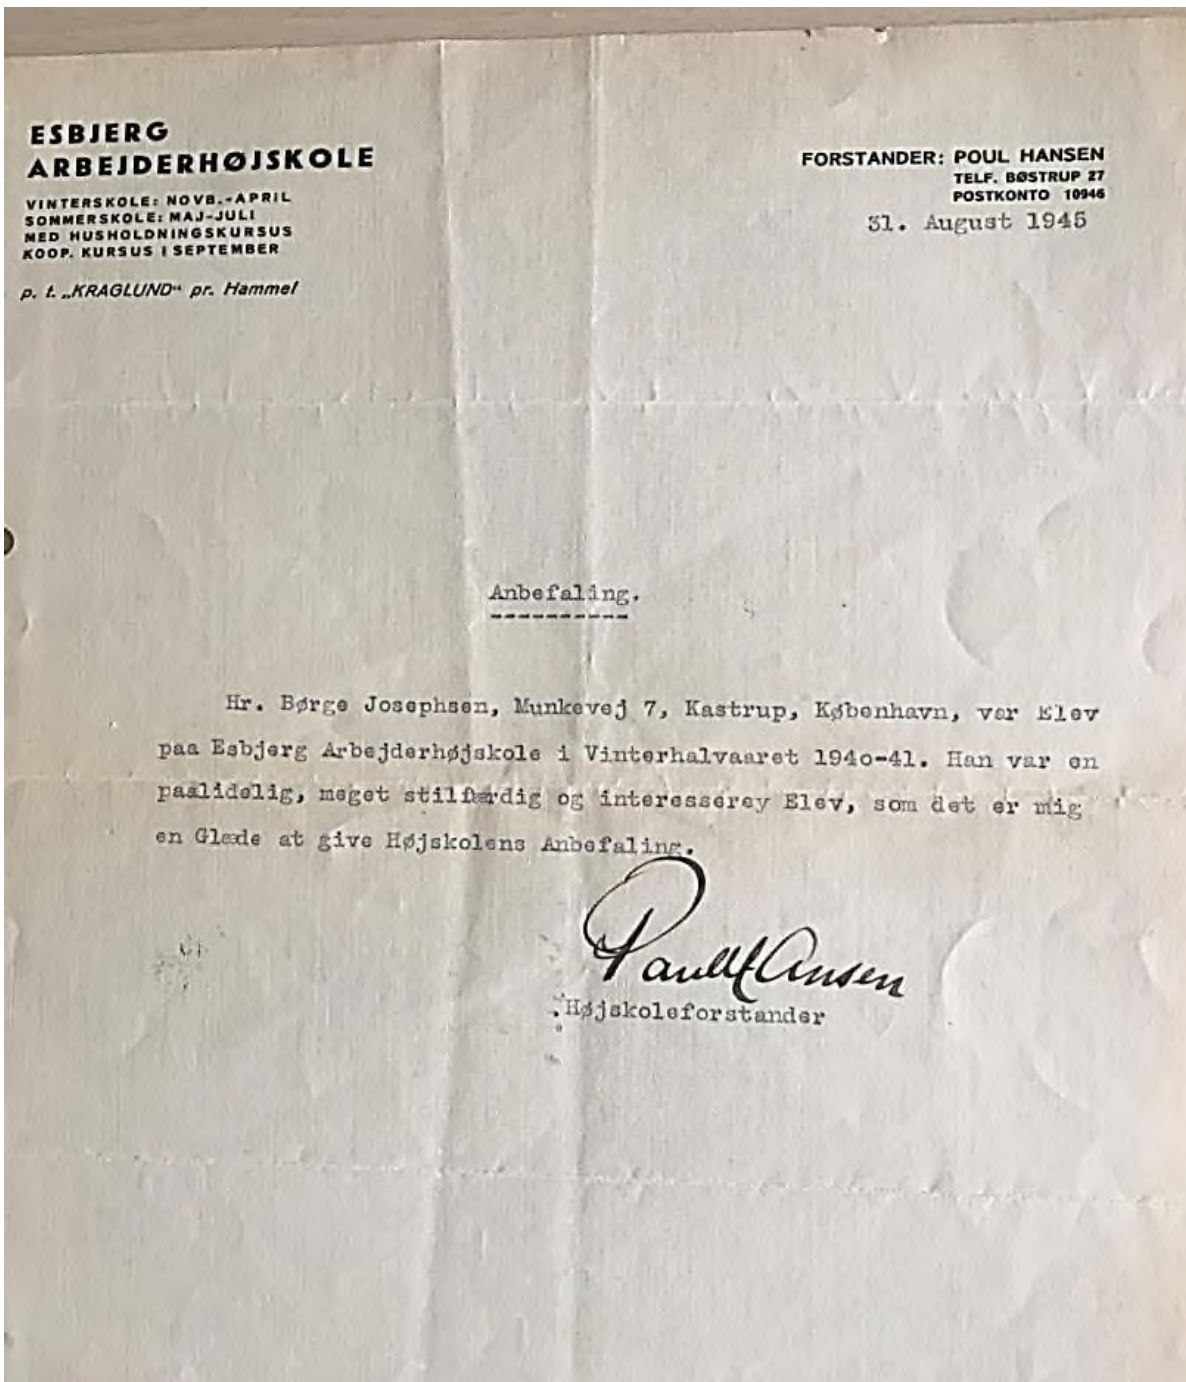 ESBJERG
ARBEJDERHØJSKOLE
VINTERSKOLE: NOVB.-APRIL
SOMMERSKOLE: MAJ-JULI
MED HUSHOLDNINGSKURSUS
KOOP. KURSUS I SEPTEMBER
p. t. „KRAGLUND“ pr. Hammel
FORSTANDER: POUL HANSEN
TELF. BØSTRUP 27
POSTKONTO 10946
31. August 1945
Anbefaling.
----------
Hr. Børge Josephsen, Munkevej 7, Kastrup, København, var Elev
paa Esbjerg Arbejderhøjskole i Vinterhalvaaret 194o-41. Han var en
paalidelig, meget stilfærdig og interesserey Elev, som det er mig
en Glæde at give Højskolens Anbefaling.
Poul Hansen
Højskoleforstander